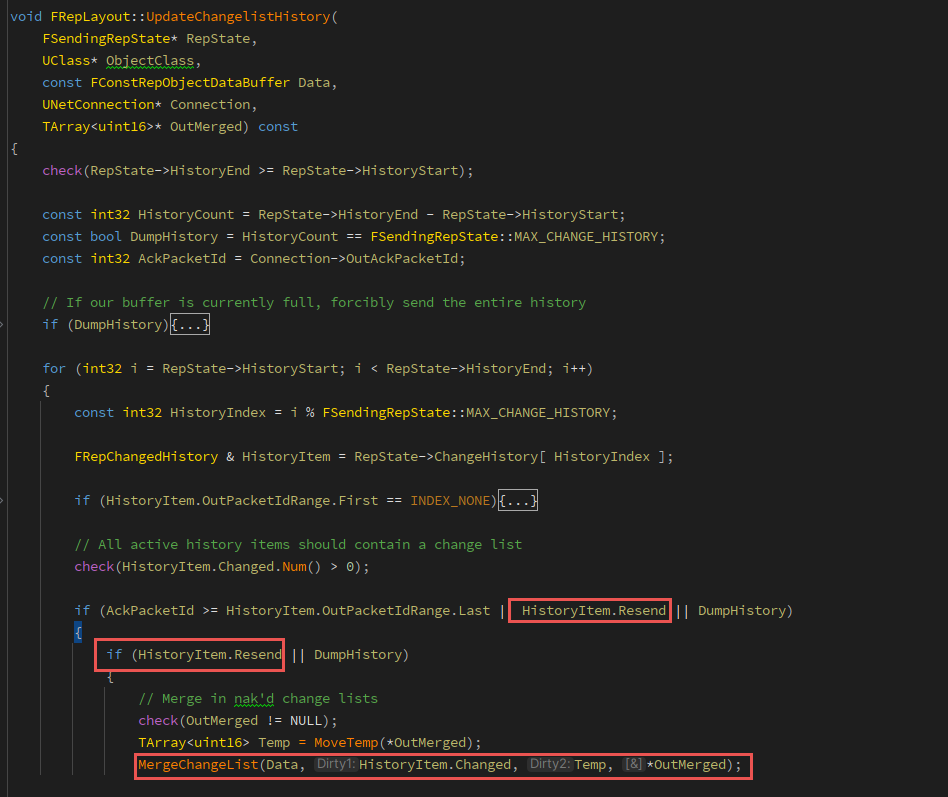 void FRepLayout::UpdateChangelistHistory(
FSendingRepState* RepState,
UClass* ObjectClass,
const FConstRepObjectDataBuffer Data,
UNetConnection* Connection,
TArray<uint16>* OutMerged) const
{
check(RepState->HistoryEnd >= RepState->HistoryStart);
const int32 HistoryCount = RepState->HistoryEnd - RepState->HistoryStart;
const bool DumpHistory = HistoryCount == FSendingRepState::MAX_CHANGE_HISTORY;
const int32 AckPacketId = Connection->OutAckPacketId;
// If our buffer is currently full, forcibly send the entire history
if (DumpHistory){...}
for (int32 i = RepState->HistoryStart; i < RepState->HistoryEnd; i++)
{
const int32 HistoryIndex = i % FSendingRepState::MAX_CHANGE_HISTORY;
FRepChangedHistory & HistoryItem = RepState->ChangeHistory[ HistoryIndex ];
if (HistoryItem.OutPacketIdRange.First == INDEX_NONE){...}
// All active history items should contain a change list
check(HistoryItem.Changed.Num() > 0);
if (AckPacketId >= HistoryItem.OutPacketIdRange.Last || HistoryItem.Resend || DumpHistory)
{
if (HistoryItem.Resend || DumpHistory)
{
// Merge in nak'd change lists
check(OutMerged != NULL);
TArray<uint16> Temp = MoveTemp(*OutMerged);
MergeChangeList(Data, Dirty1: HistoryItem.Changed, Dirty2: Temp, [&] *OutMerged);